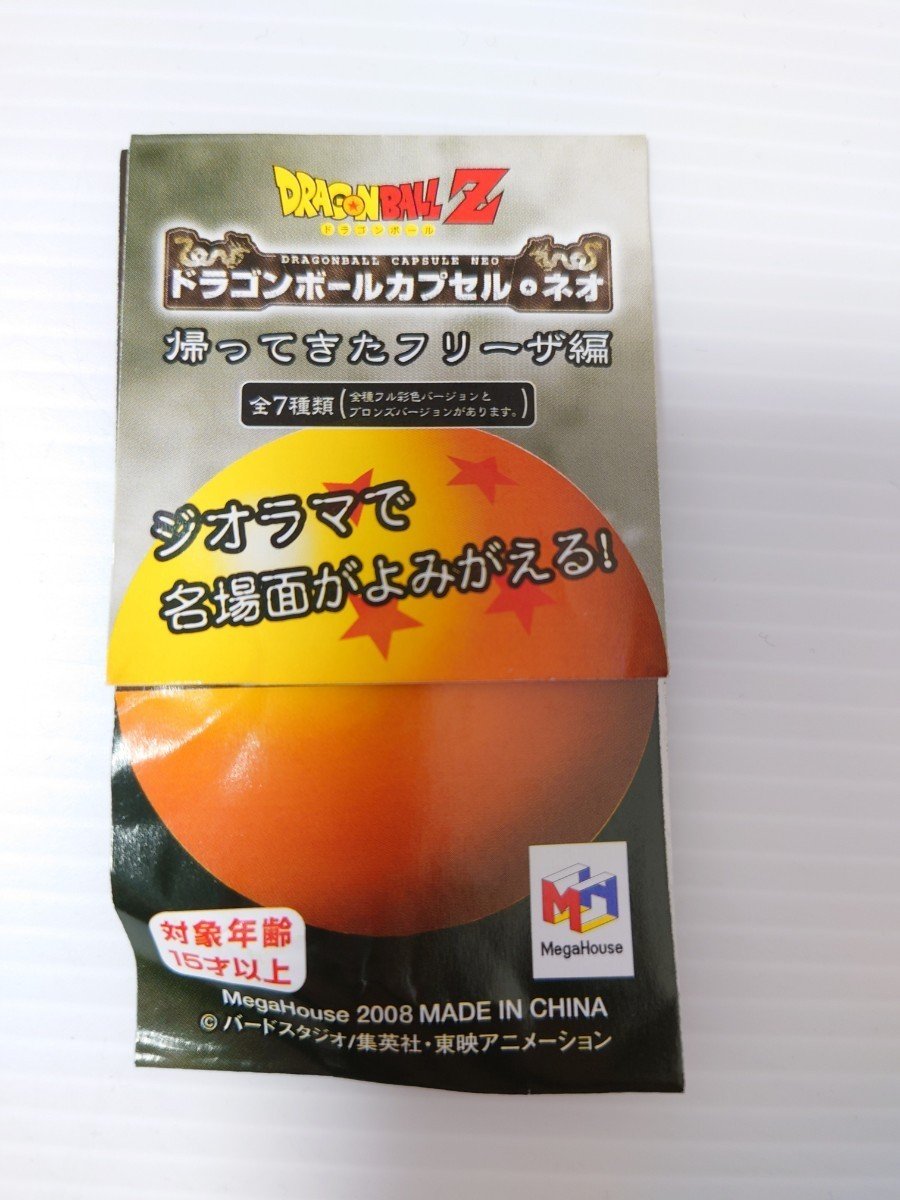 DRAGONBALL Z
ドラゴンボール
DRAGONBALL CAPSULE NEO
ドラゴンボールカプセル・ネオ
帰ってきたフリーザ編
全7種類(全種フル彩色バージョンと
ブロンズバージョンがあります。)
ジオラマで
名場面がよみがえる!
MegaHouse
対象年齢
15才以上
MegaHouse 2008 MADE IN CHINA
© バードスタジオ/集英社・東映アニメーション